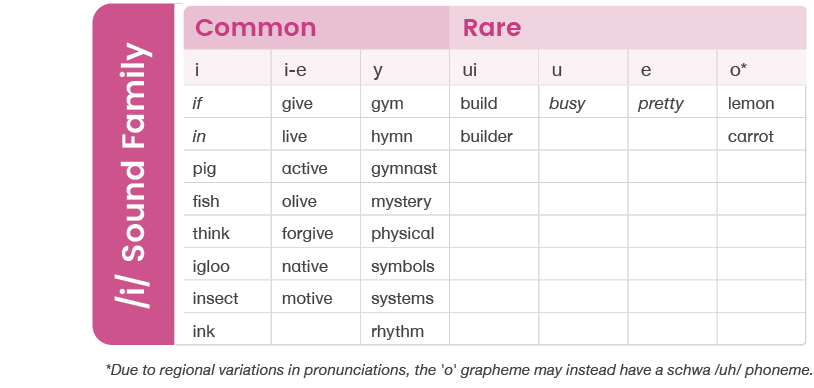 /i/ Sound Family
Common Rare
i i-e y ui u e o*
if give gym build busy pretty lemon
in live hymn builder carrot
pig active gymnast
fish olive mystery
think forgive physical
igloo native symbols
insect motive systems
ink rhythm
*Due to regional variations in pronunciations, the 'o' grapheme may instead have a schwa /uh/ phoneme.